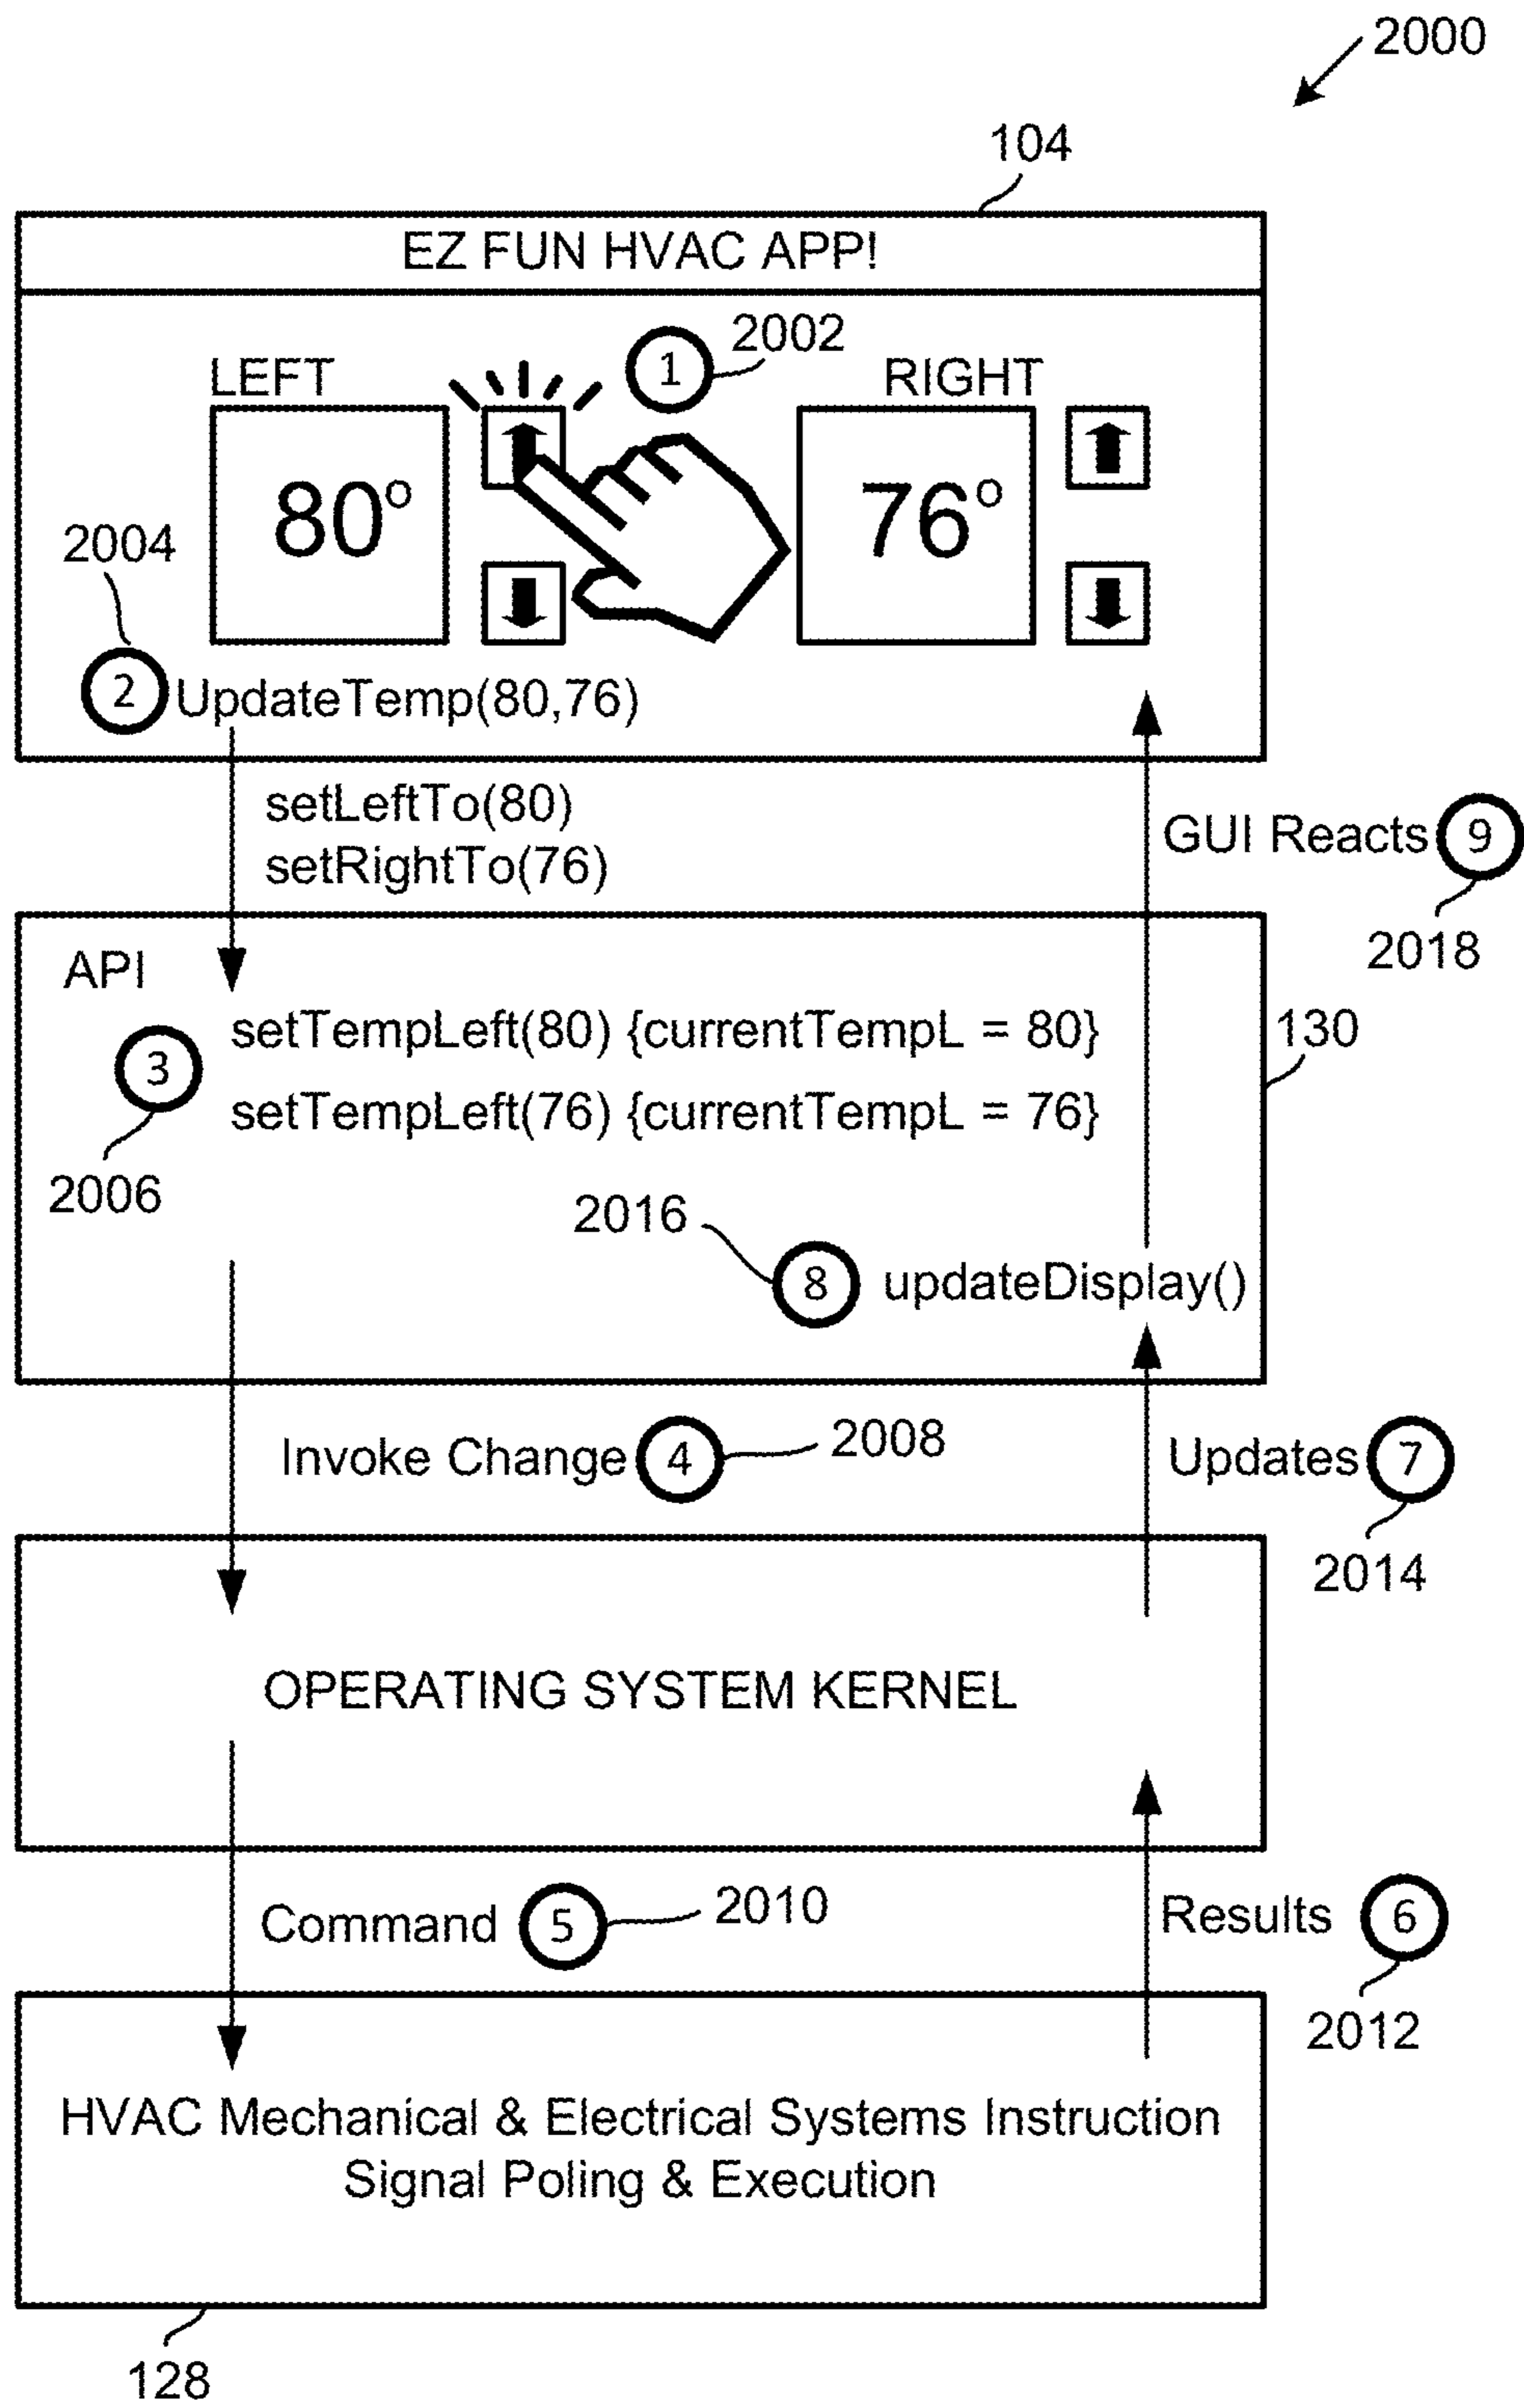 2000
104
EZ FUN HVAC APP!
1 2002
LEFT
RIGHT
80°
76°
2004
2 UpdateTemp(80,76)
setLeftTo(80)
setRightTo(76)
GUI Reacts 9
2018
API
130
3
setTempLeft(80) {currentTempL = 80}
setTempLeft(76) {currentTempL = 76}
2006
2016
8 updateDisplay()
Invoke Change 4 2008
Updates 7
2014
OPERATING SYSTEM KERNEL
Command 5 2010
Results 6
2012
HVAC Mechanical & Electrical Systems Instruction
Signal Poling & Execution
128